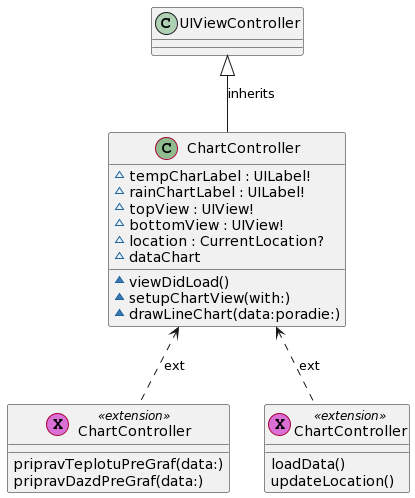 C UIViewController
inherits
C ChartController
tempCharLabel : UILabel!
rainChartLabel : UILabel!
topView : UIView!
bottomView : UIView!
location : CurrentLocation?
dataChart
viewDidLoad()
setupChartView(with:)
drawLineChart(data:poradie:)
ext
ext
X «extension»
ChartController
pripravTeplotuPreGraf(data:)
pripravDazdPreGraf(data:)
X «extension»
ChartController
loadData()
updateLocation()